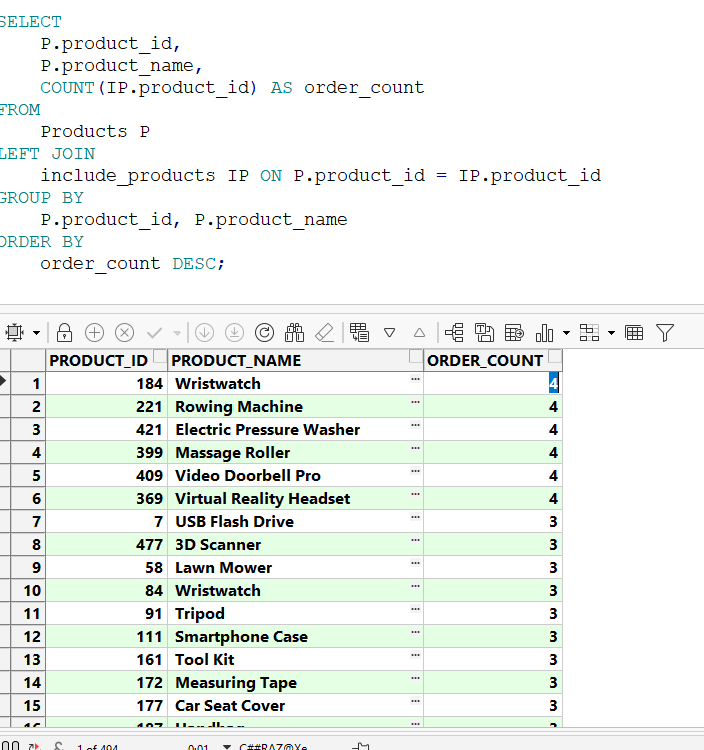 SELECT
P.product_id,
P.product_name,
COUNT(IP.product_id) AS order_count
FROM
Products P
LEFT JOIN
include_products IP ON P.product_id = IP.product_id
GROUP BY
P.product_id, P.product_name
ORDER BY
order_count DESC;
PRODUCT_ID PRODUCT_NAME ORDER_COUNT
1 184 Wristwatch ... 4
2 221 Rowing Machine ... 4
3 421 Electric Pressure Washer ... 4
4 399 Massage Roller ... 4
5 409 Video Doorbell Pro ... 4
6 369 Virtual Reality Headset ... 4
7 7 USB Flash Drive ... 3
8 477 3D Scanner ... 3
9 58 Lawn Mower ... 3
10 84 Wristwatch ... 3
11 91 Tripod ... 3
12 111 Smartphone Case ... 3
13 161 Tool Kit ... 3
14 172 Measuring Tape ... 3
15 177 Car Seat Cover ... 3
16 187 Handbag ... 3
1 of 494 0:01 C##RAZ@Xe